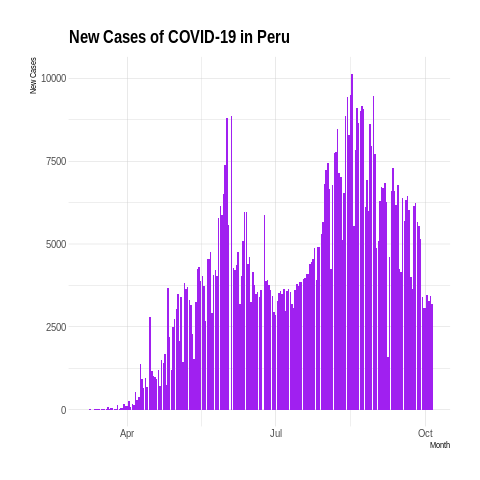 New Cases of COVID-19 in Peru
New Cases
10000
7500
5000
2500
0
Apr
Jul
Oct
Month